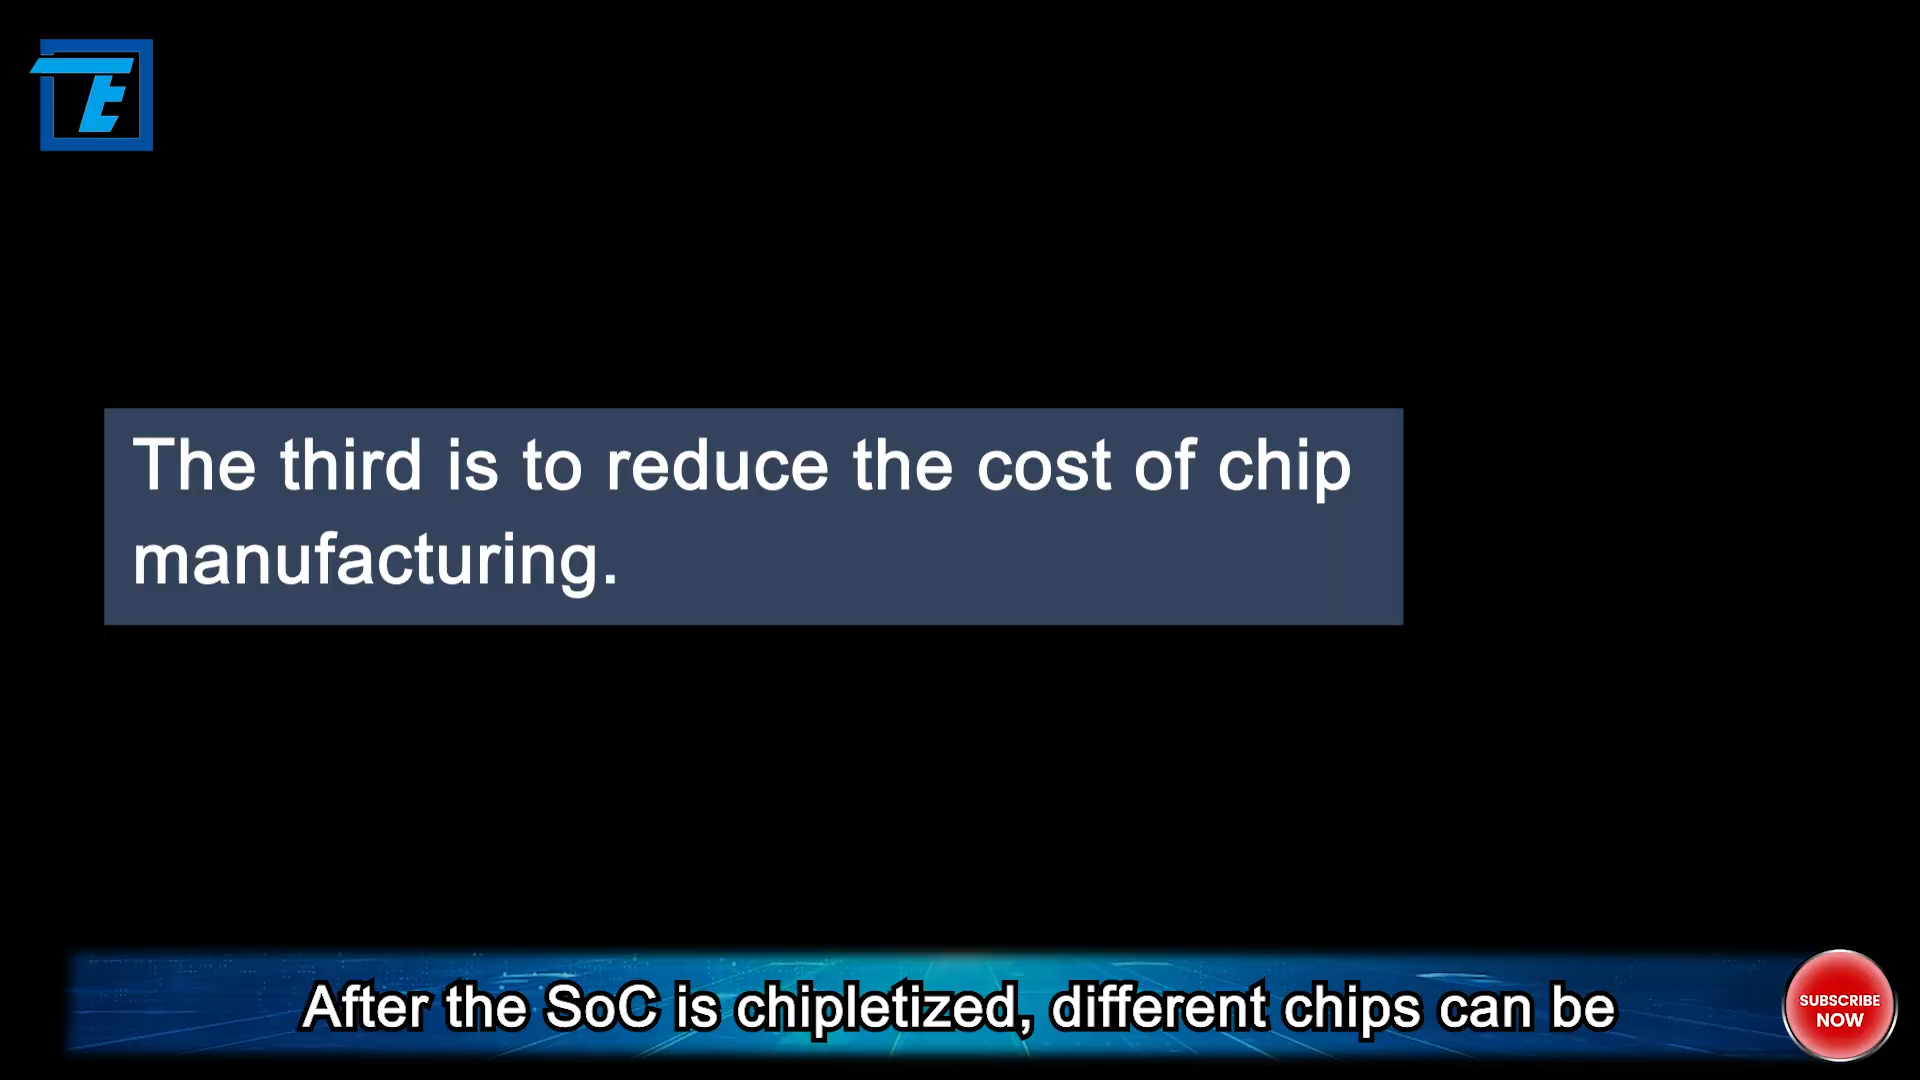 TE
The third is to reduce the cost of chip
manufacturing.
After the SoC is chipletized, different chips can be
SUBSCRIBE
NOW